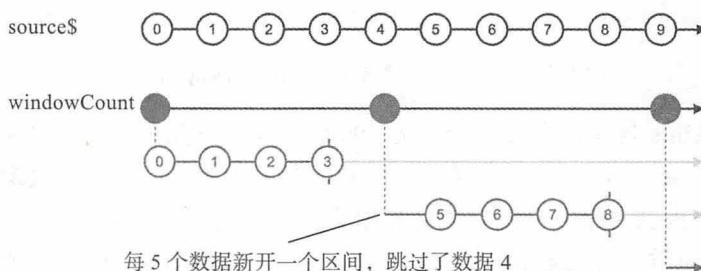 source$ 0 1 2 3 4 5 6 7 8 9
windowCount
0 1 2 3
5 6 7 8
每 5 个数据新开一个区间，跳过了数据 4